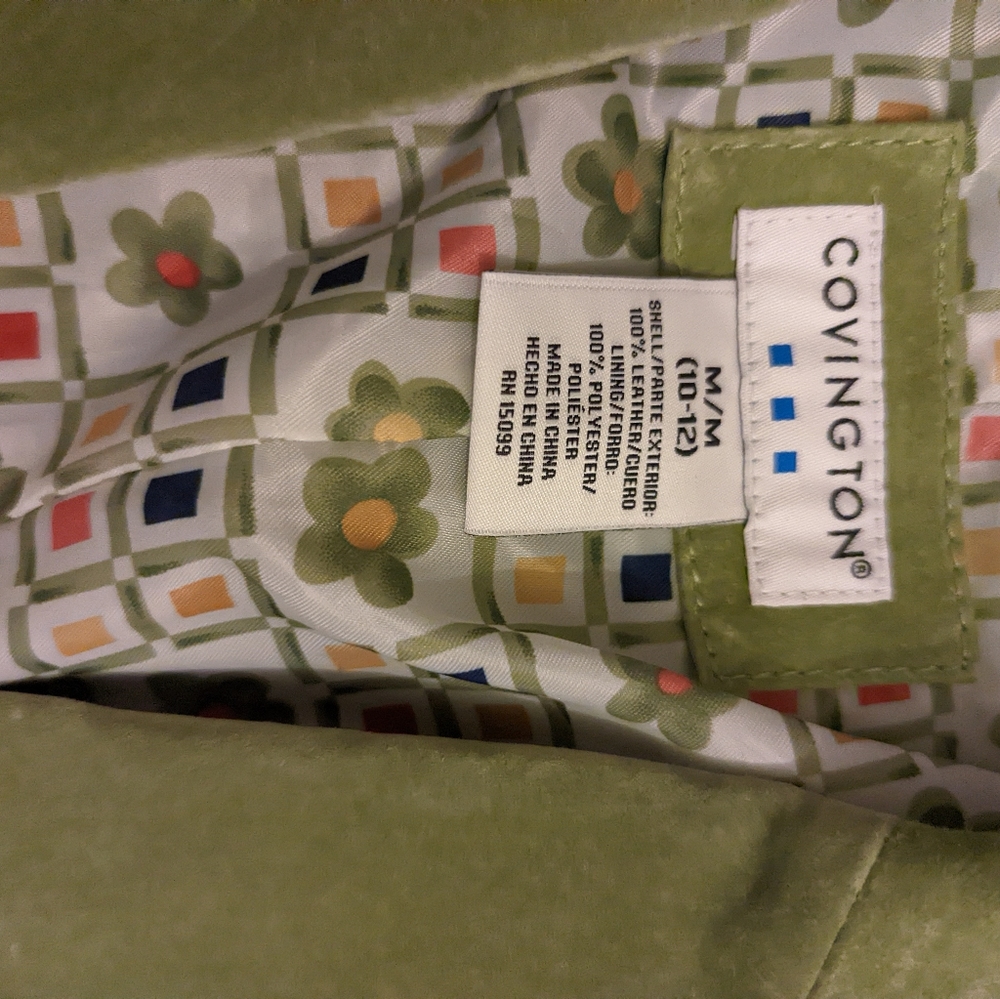 COVINGTON®
M/M
(10-12)
SHELL/PARTE EXTERIOR:
100% LEATHER/CUERO
LINING/FORRO:
100% POLYESTER/
POLIÉSTER
MADE IN CHINA
HECHO EN CHINA
RN 15099